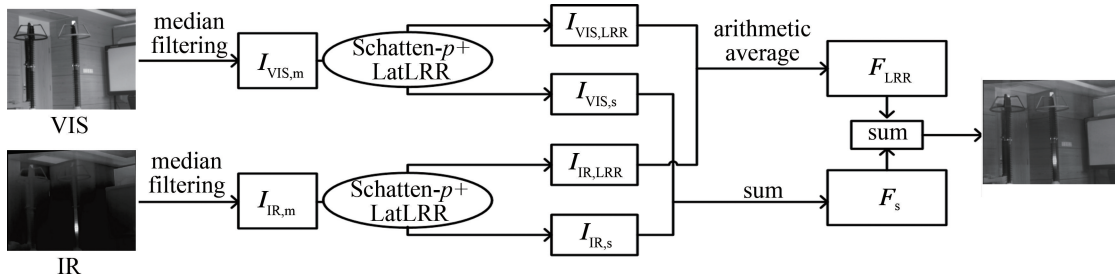 VIS
median
filtering
I_VIS,m
Schatten-p+
LatLRR
I_VIS,LRR
I_VIS,s
arithmetic
average
F_LRR
sum
IR
median
filtering
I_IR,m
Schatten-p+
LatLRR
I_IR,LRR
I_IR,s
sum
F_s